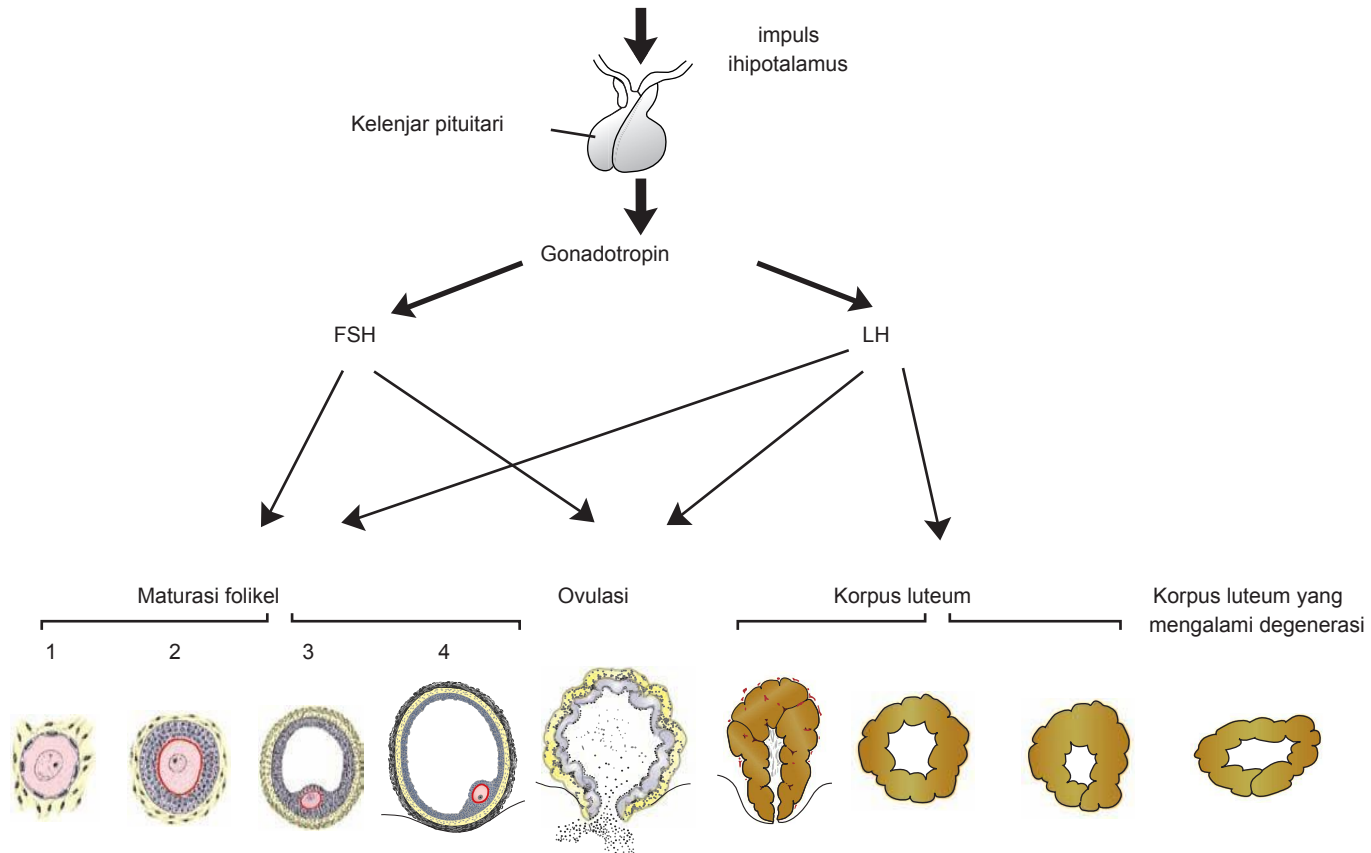 impuls
ihipotalamus
Kelenjar pituitari
Gonadotropin
FSH
LH
Maturasi folikel
Ovulasi
Korpus luteum
Korpus luteum yang
mengalami degenerasi
1
2
3
4